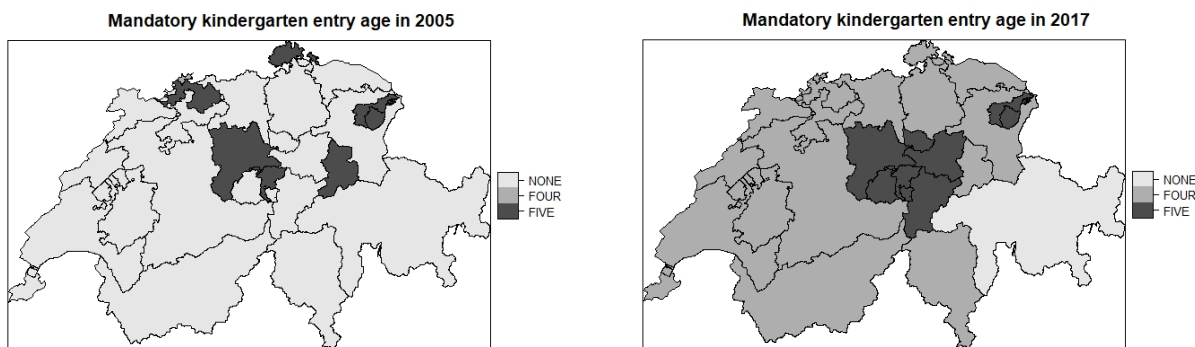 Mandatory kindergarten entry age in 2005
NONE
FOUR
FIVE
Mandatory kindergarten entry age in 2017
NONE
FOUR
FIVE